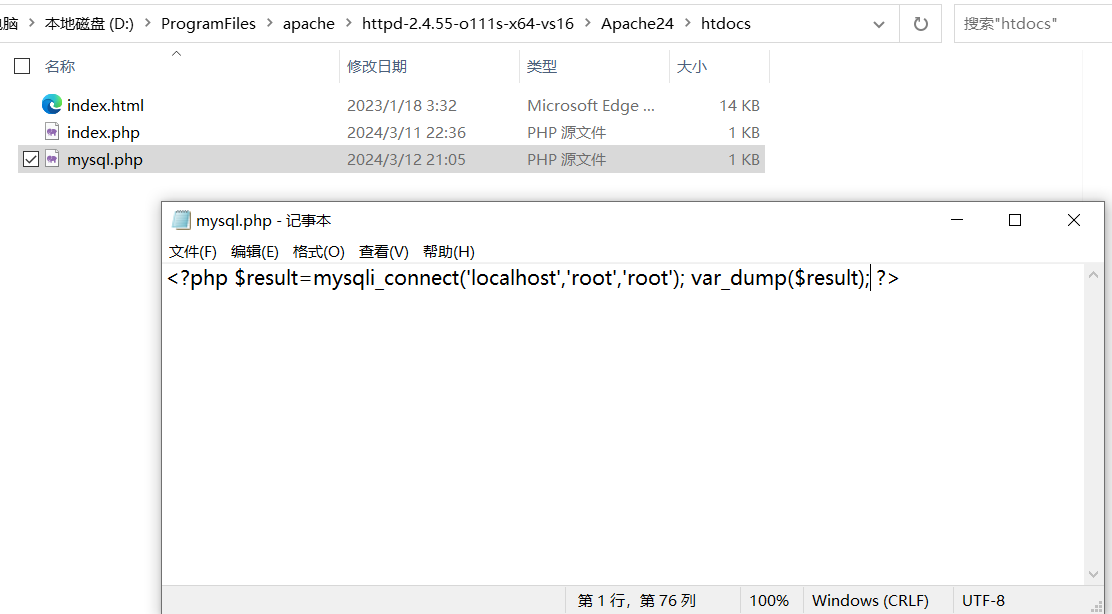 脑 > 本地磁盘 (D:) > ProgramFiles > apache > httpd-2.4.55-o111s-x64-vs16 > Apache24 > htdocs
搜索"htdocs"
名称 修改日期 类型 大小
index.html 2023/1/18 3:32 Microsoft Edge ... 14 KB
index.php 2024/3/11 22:36 PHP 源文件 1 KB
mysql.php 2024/3/12 21:05 PHP 源文件 1 KB
mysql.php - 记事本
文件(F) 编辑(E) 格式(O) 查看(V) 帮助(H)
<?php $result=mysqli_connect('localhost','root','root'); var_dump($result); ?>
第 1 行，第 76 列 100% Windows (CRLF) UTF-8